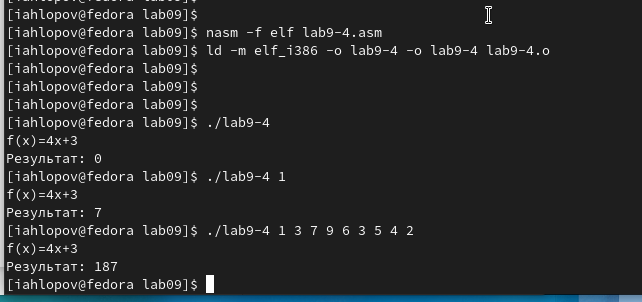 [iahlopov@fedora lab09]$
[iahlopov@fedora lab09]$ nasm -f elf lab9-4.asm
[iahlopov@fedora lab09]$ ld -m elf_i386 -o lab9-4 -o lab9-4 lab9-4.o
[iahlopov@fedora lab09]$
[iahlopov@fedora lab09]$
[iahlopov@fedora lab09]$
[iahlopov@fedora lab09]$ ./lab9-4
f(x)=4x+3
Результат: 0
[iahlopov@fedora lab09]$ ./lab9-4 1
f(x)=4x+3
Результат: 7
[iahlopov@fedora lab09]$ ./lab9-4 1 3 7 9 6 3 5 4 2
f(x)=4x+3
Результат: 187
[iahlopov@fedora lab09]$